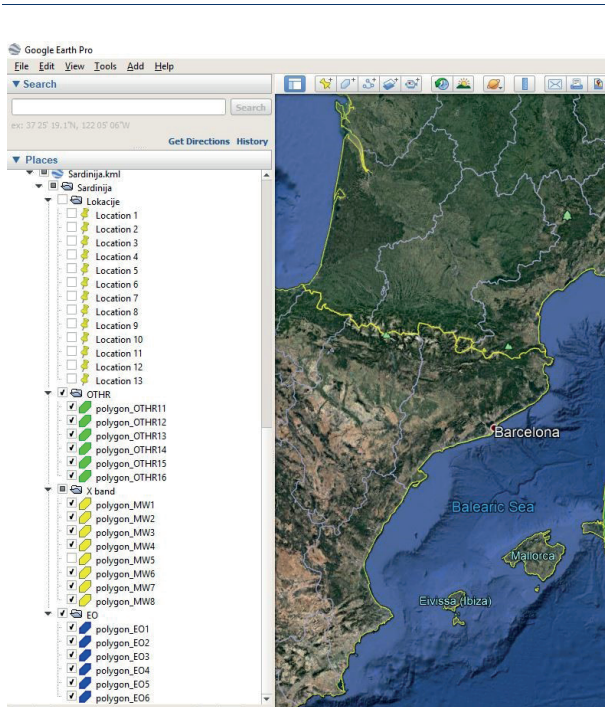 Google Earth Pro
File Edit View Tools Add Help
▼ Search
Search
ex: 37 25' 19.1"N, 122 05' 06"W
Get Directions History
▼ Places
Sardinija.kml
Sardinija
Lokacije
Location 1
Location 2
Location 3
Location 4
Location 5
Location 6
Location 7
Location 8
Location 9
Location 10
Location 11
Location 12
Location 13
OTHR
polygon_OTHR11
polygon_OTHR12
polygon_OTHR13
polygon_OTHR14
polygon_OTHR15
polygon_OTHR16
X band
polygon_MW1
polygon_MW2
polygon_MW3
polygon_MW4
polygon_MW5
polygon_MW6
polygon_MW7
polygon_MW8
EO
polygon_EO1
polygon_EO2
polygon_EO3
polygon_EO4
polygon_EO5
polygon_EO6
Barcelona
Balearic Sea
Mallorca
Eivissa (Ibiza)